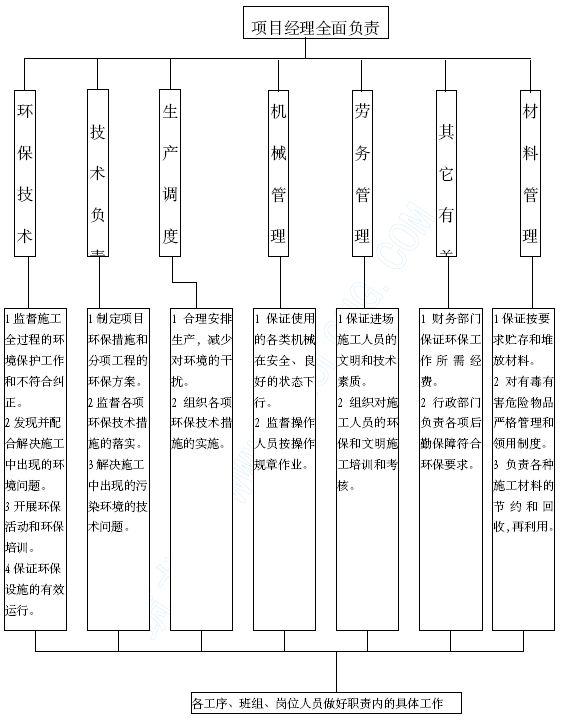 项目经理全面负责
环保技术
技术负责
生产调度
机械管理
劳务管理
其它有关
材料管理
1 监督施工
全过程的环
境保护工作
和不符合纠
正。
2 发现并配
合解决施工
中出现的环
境问题。
3 开展环保
活动和环保
培训。
4 保证环保
设施的有效
运行。
1 制定项目
环保措施和
分项工程的
环保方案。
2 监督各项
环保技术措
施的落实。
3 解决施工
中出现的污
染环境的技
术问题。
1 合理安排
生产，减少
对环境的干
扰。
2 组织各项
环保技术措
施的实施。
1 保证使用
的各类机械
在安全、良
好的状态下
行。
2 监督操作
人员按操作
规章作业。
1 保证进场
施工人员的
文明和技术
素质。
2 组织对施
工人员的环
保和文明施
工培训和考
核。
1 财务部门
保证环保工
作所需经
费。
2 行政部门
负责各项后
勤保障符合
环保要求。
1 保证按要
求贮存和堆
放材料。
2 对有毒有
害危险物品
严格管理和
领用制度。
3 负责各种
施工材料的
节约和回
收，再利用。
各工序、班组、岗位人员做好职责内的具体工作